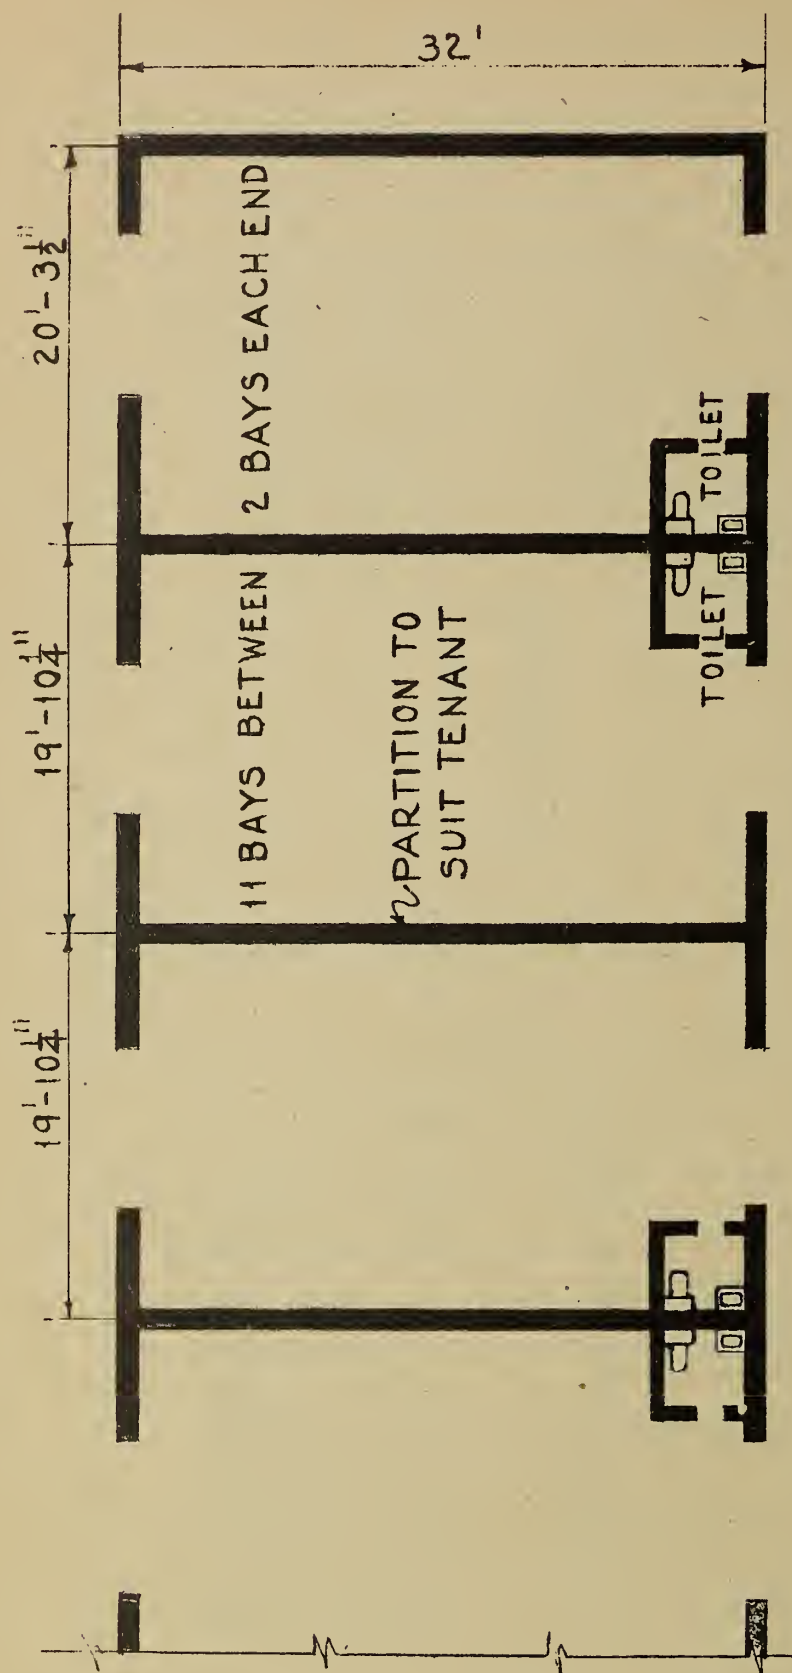 32'
20'-3½"
19'-10¼"
19'-10¼"
2 BAYS EACH END
11 BAYS BETWEEN
PARTITION TO
SUIT TENANT
TOILET
TOILET